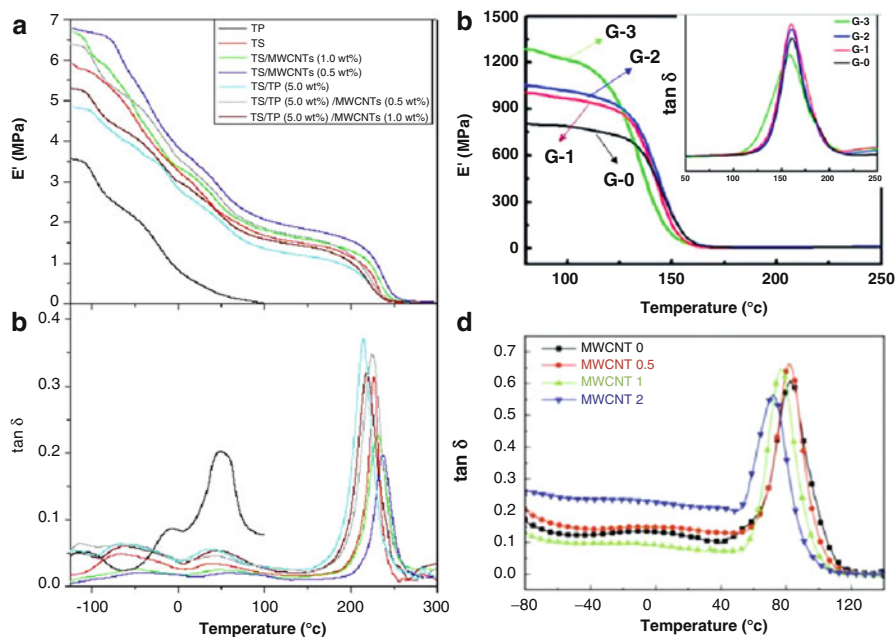 a
7
6
5
4
3
2
1
0
E' (MPa)
TP
TS
TS/MWCNTs (1.0 wt%)
TS/MWCNTs (0.5 wt%)
TS/TP (5.0 wt%)
TS/TP (5.0 wt%) /MWCNTs (0.5 wt%)
TS/TP (5.0 wt%) /MWCNTs (1.0 wt%)
b
0.4
0.3
0.2
0.1
0.0
tan δ
-100 0 100 200 300
Temperature (°c)
b
1500
1200
900
600
300
0
E' (MPa)
G-3
G-2
G-1
G-0
tan δ
G-3
G-2
G-1
G-0
50 100 150 200 250
100 150 200 250
Temperature (°c)
d
0.7
0.6
0.5
0.4
0.3
0.2
0.1
0.0
tan δ
MWCNT 0
MWCNT 0.5
MWCNT 1
MWCNT 2
−80 −40 0 40 80 120
Temperature (°c)